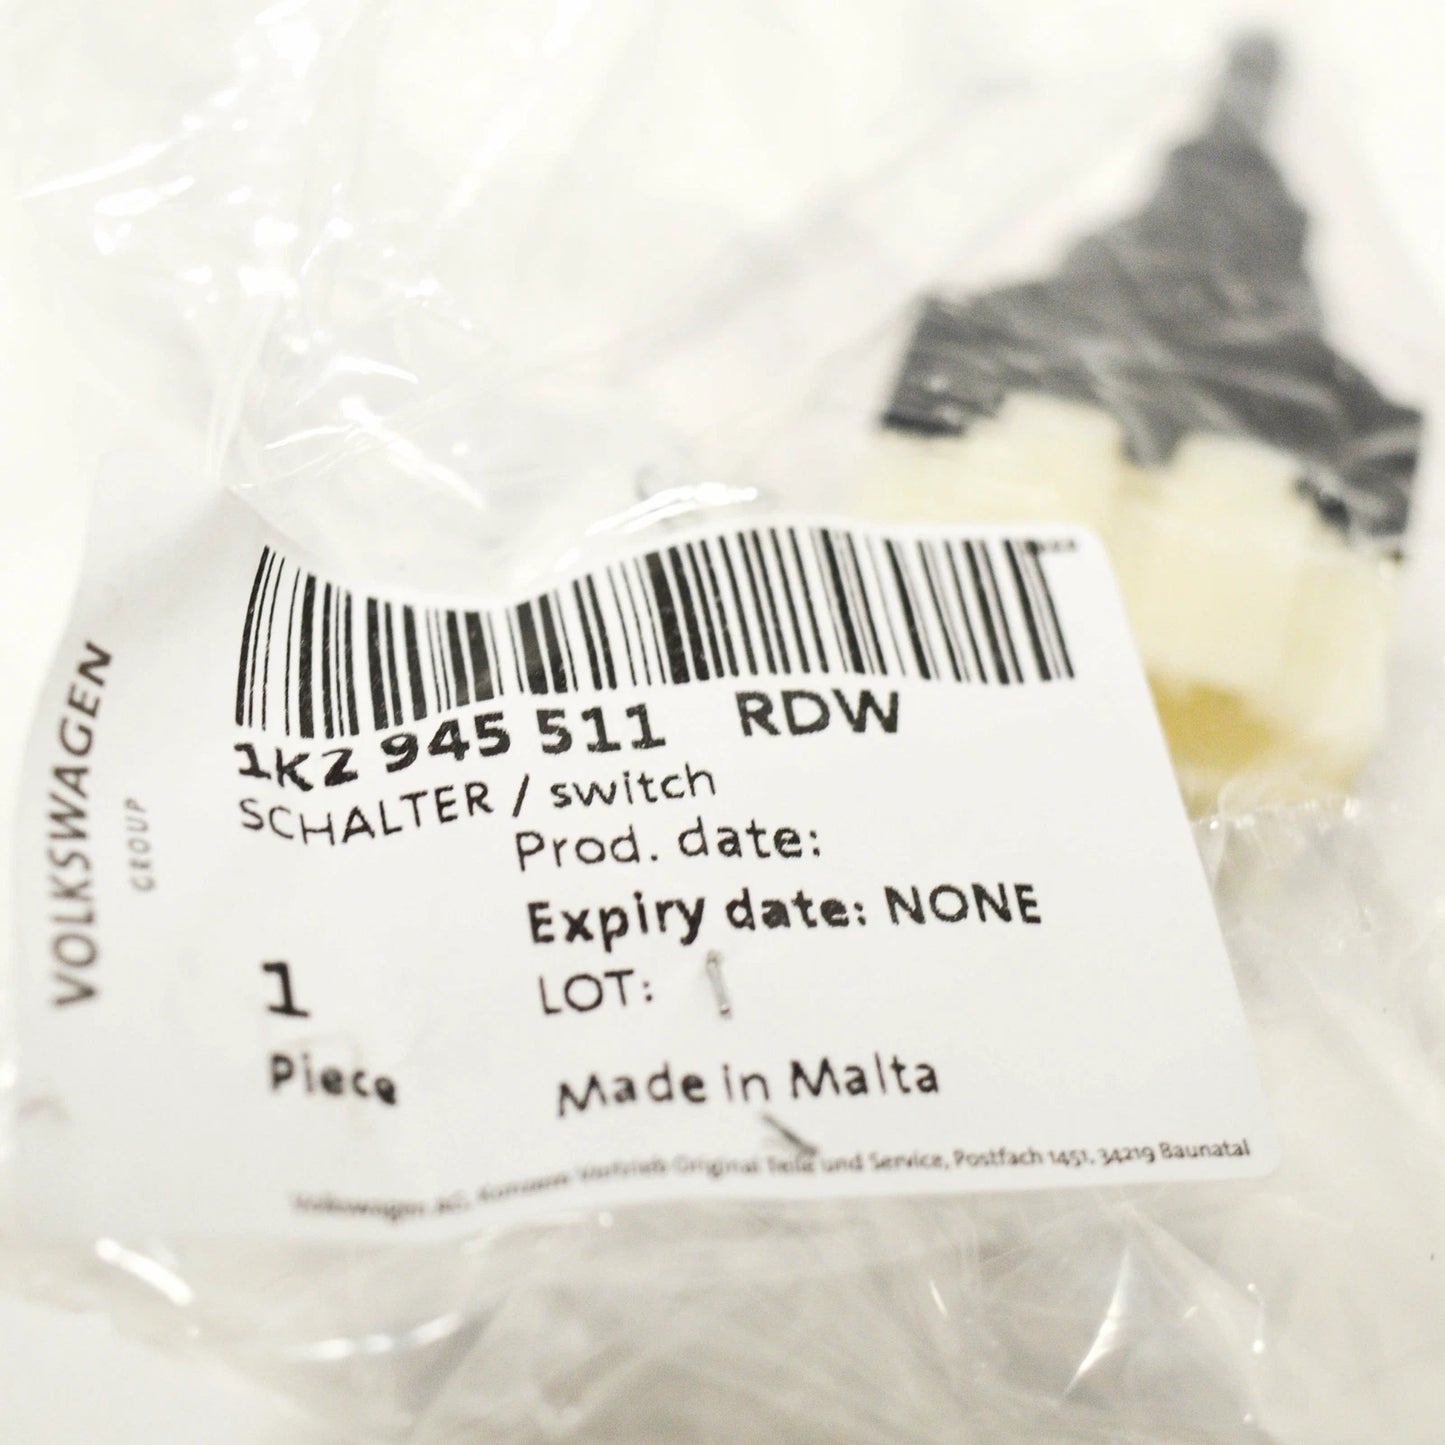 VOLKSWAGEN
GROUP
1K2 945 511 RDW
SCHALTER / switch
Prod. date:
Expiry date: NONE
LOT:
1
Piece
Made in Malta
Volkswagen AG, Konzern Vertrieb Original Teile und Service, Postfach 1451, 34219 Baunatal